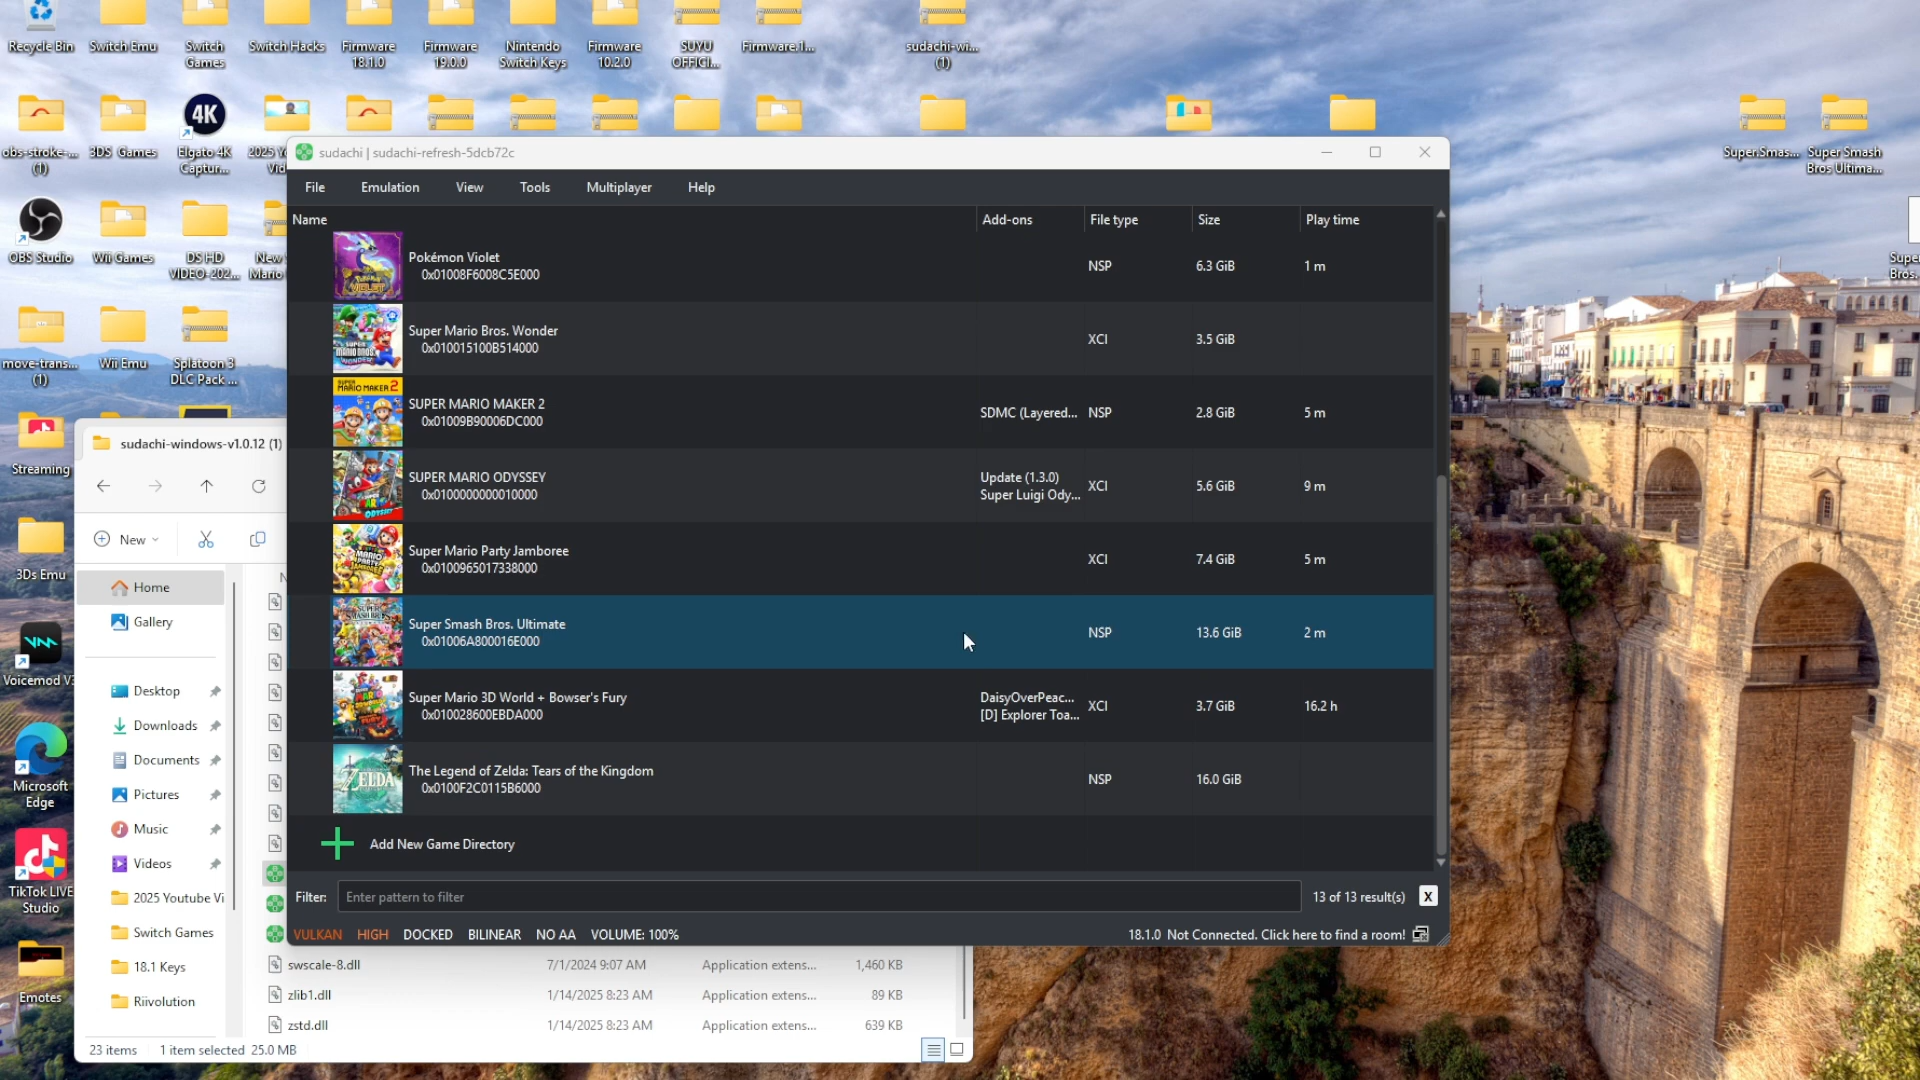 Recycle Bin
Switch Emu
Switch
Games
Switch Hacks
Firmware
18.1.0
Firmware
19.0.0
Nintendo
Switch Keys
Firmware
10.2.0
SUYU
OFFICI...
Firmware.1...
sudachi-wi...
(1)
obs-stroke-...
(1)
3DS Games
4K
Elgato 4K
Captur...
2025 Y
Vid
Super.Smas...
Super Smash
Bros Ultima...
OBS Studio
Wii Games
DS HD
VIDEO-202...
New
Mario
Super
Bros.
move-trans...
(1)
Wii Emu
Splatoon 3
DLC Pack ...
Streaming
3Ds Emu
Voicemod V3
Microsoft
Edge
TikTok LIVE
Studio
Emotes
sudachi | sudachi-refresh-5dcb72c
File
Emulation
View
Tools
Multiplayer
Help
Name
Add-ons
File type
Size
Play time
Pokémon Violet
0x01008F6008C5E000
NSP
6.3 GiB
1 m
Super Mario Bros. Wonder
0x010015100B514000
XCI
3.5 GiB
SUPER MARIO MAKER 2
0x01009B90006DC000
SDMC (Layered...
NSP
2.8 GiB
5 m
SUPER MARIO ODYSSEY
0x0100000000010000
Update (1.3.0)
Super Luigi Ody...
XCI
5.6 GiB
9 m
Super Mario Party Jamboree
0x0100965017338000
XCI
7.4 GiB
5 m
Super Smash Bros. Ultimate
0x01006A800016E000
NSP
13.6 GiB
2 m
Super Mario 3D World + Bowser's Fury
0x010028600EBDA000
DaisyOverPeac...
[D] Explorer Toa...
XCI
3.7 GiB
16.2 h
The Legend of Zelda: Tears of the Kingdom
0x0100F2C0115B6000
NSP
16.0 GiB
Add New Game Directory
Filter:
Enter pattern to filter
13 of 13 result(s)
X
VULKAN
HIGH
DOCKED
BILINEAR
NO AA
VOLUME: 100%
18.1.0
Not Connected. Click here to find a room!
sudachi-windows-v1.0.12 (1)
New
Home
Gallery
Desktop
Downloads
Documents
Pictures
Music
Videos
2025 Youtube Vi
Switch Games
18.1 Keys
Riivolution
swscale-8.dll
7/1/2024 9:07 AM
Application extens...
1,460 KB
zlib1.dll
1/14/2025 8:23 AM
Application extens...
89 KB
zstd.dll
1/14/2025 8:23 AM
Application extens...
639 KB
23 items
1 item selected
25.0 MB